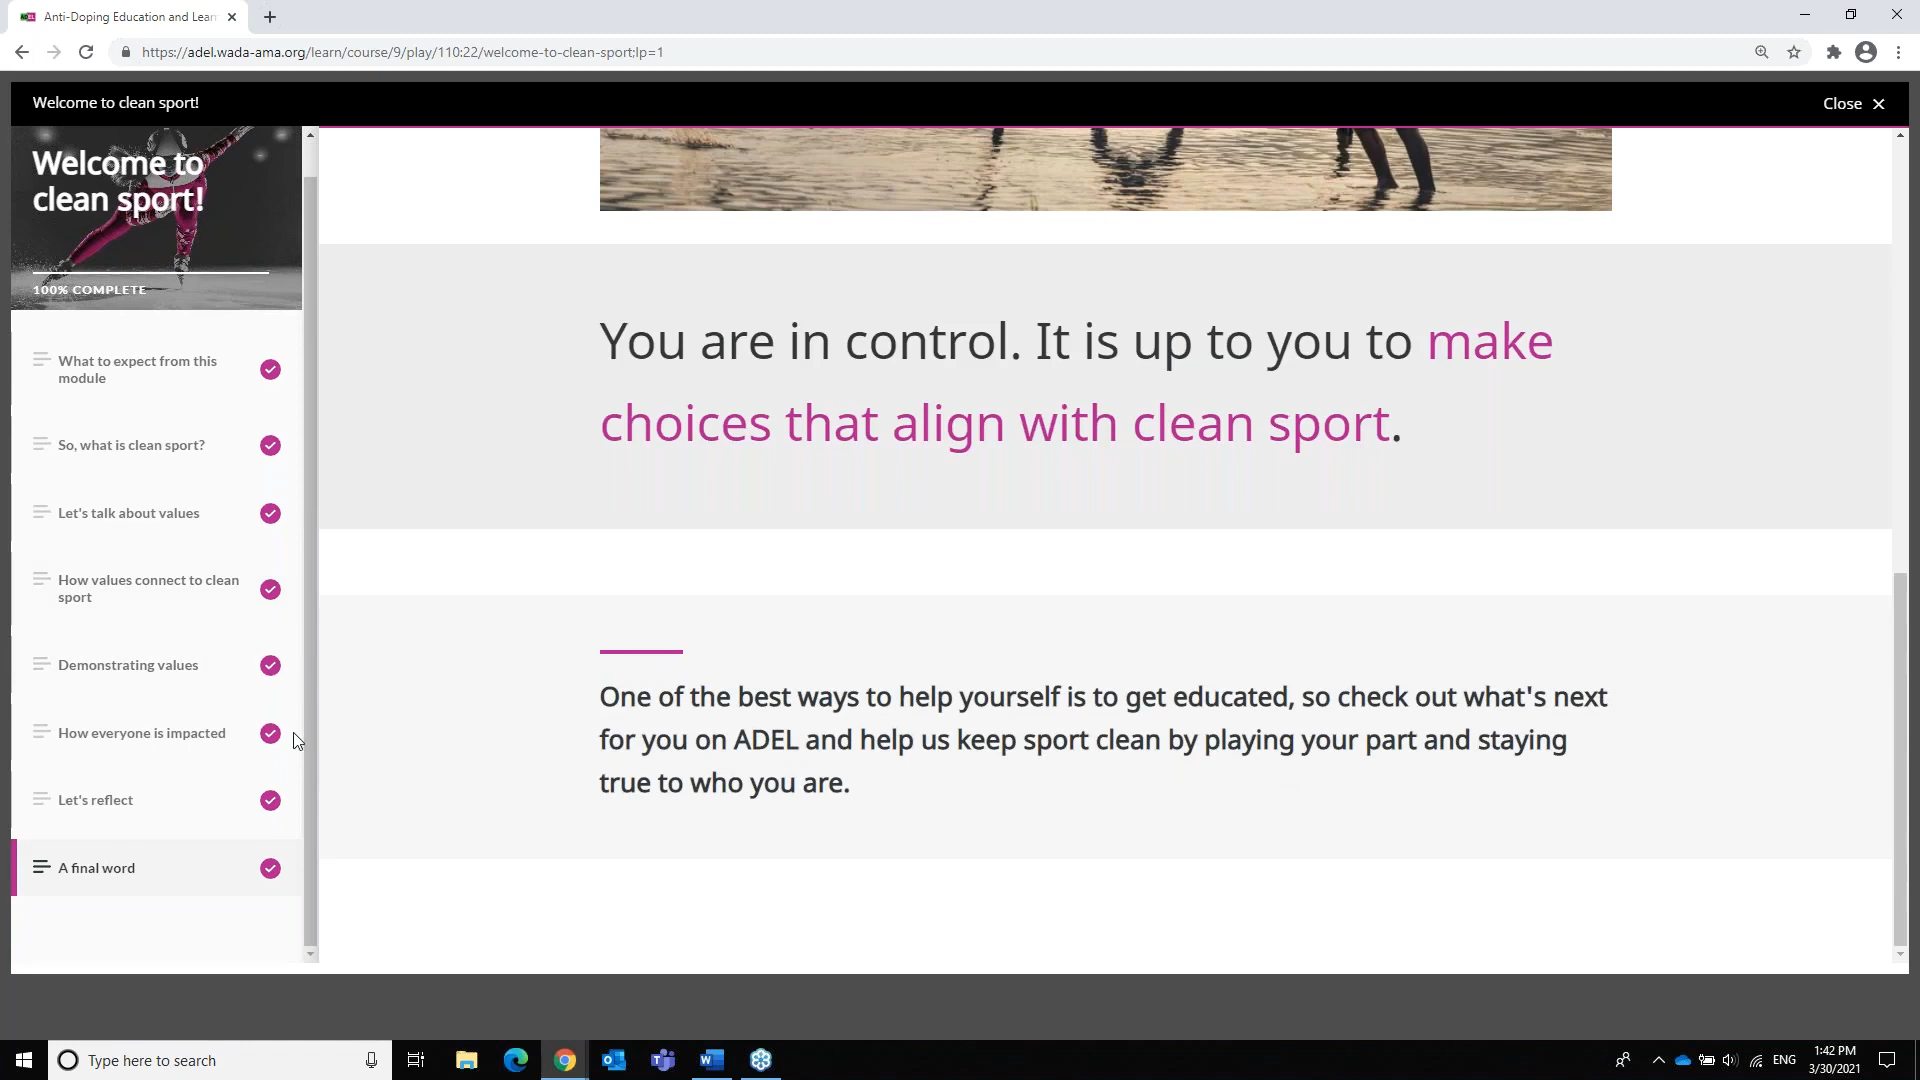 Anti-Doping Education and Lear
https://adel.wada-ama.org/learn/course/9/play/110:22/welcome-to-clean-sport;lp=1
Welcome to clean sport!
Close
Welcome to
clean sport!
100% COMPLETE
What to expect from this
module
So, what is clean sport?
Let's talk about values
How values connect to clean
sport
Demonstrating values
How everyone is impacted
Let's reflect
A final word
You are in control. It is up to you to make
choices that align with clean sport.
One of the best ways to help yourself is to get educated, so check out what's next
for you on ADEL and help us keep sport clean by playing your part and staying
true to who you are.
Type here to search
ENG
1:42 PM
3/30/2021